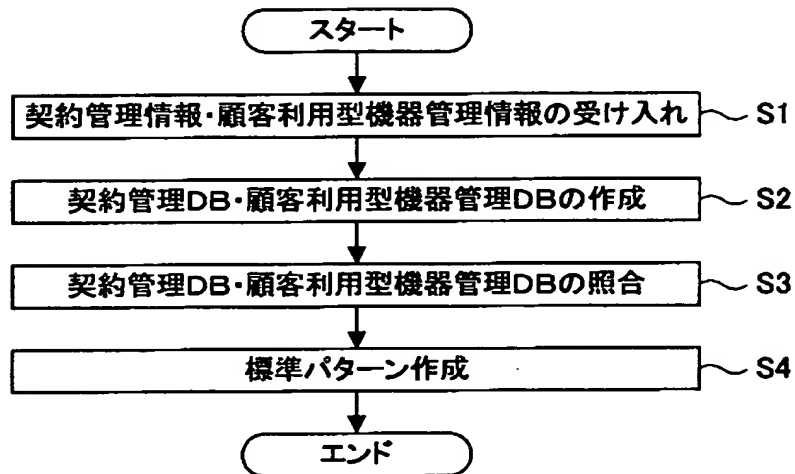 スタート
契約管理情報・顧客利用型機器管理情報の受け入れ S1
契約管理DB・顧客利用型機器管理DBの作成 S2
契約管理DB・顧客利用型機器管理DBの照合 S3
標準パターン作成 S4
エンド